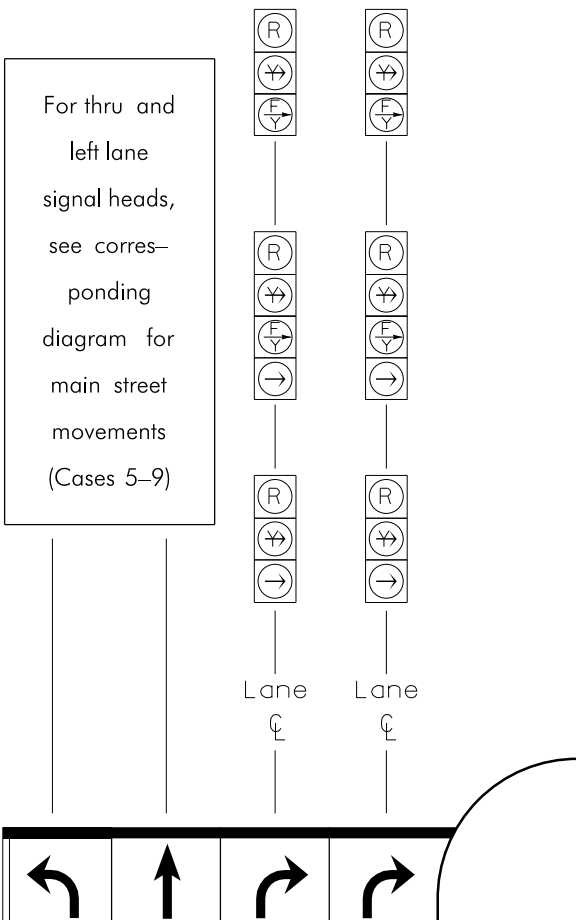 For thru and
left lane
signal heads,
see corres–
ponding
diagram for
main street
movements
(Cases 5–9)
R R
Y Y
F F
Y Y
R R
Y Y
F F
Y Y
R R
Y Y
Lane Lane
℄ ℄